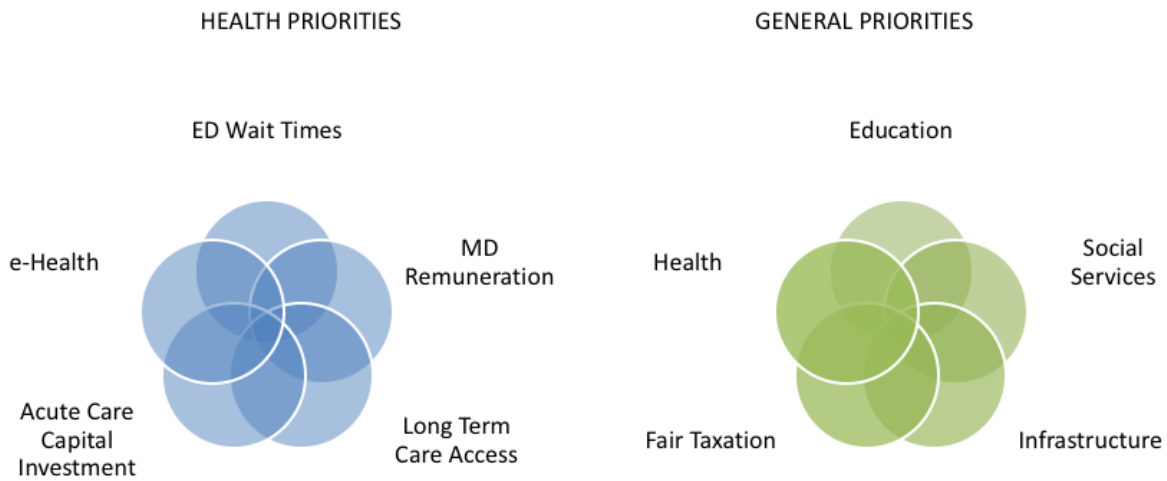 HEALTH PRIORITIES
ED Wait Times
e-Health
MD
Remuneration
Acute Care
Capital
Investment
Long Term
Care Access
GENERAL PRIORITIES
Education
Health
Social
Services
Fair Taxation
Infrastructure